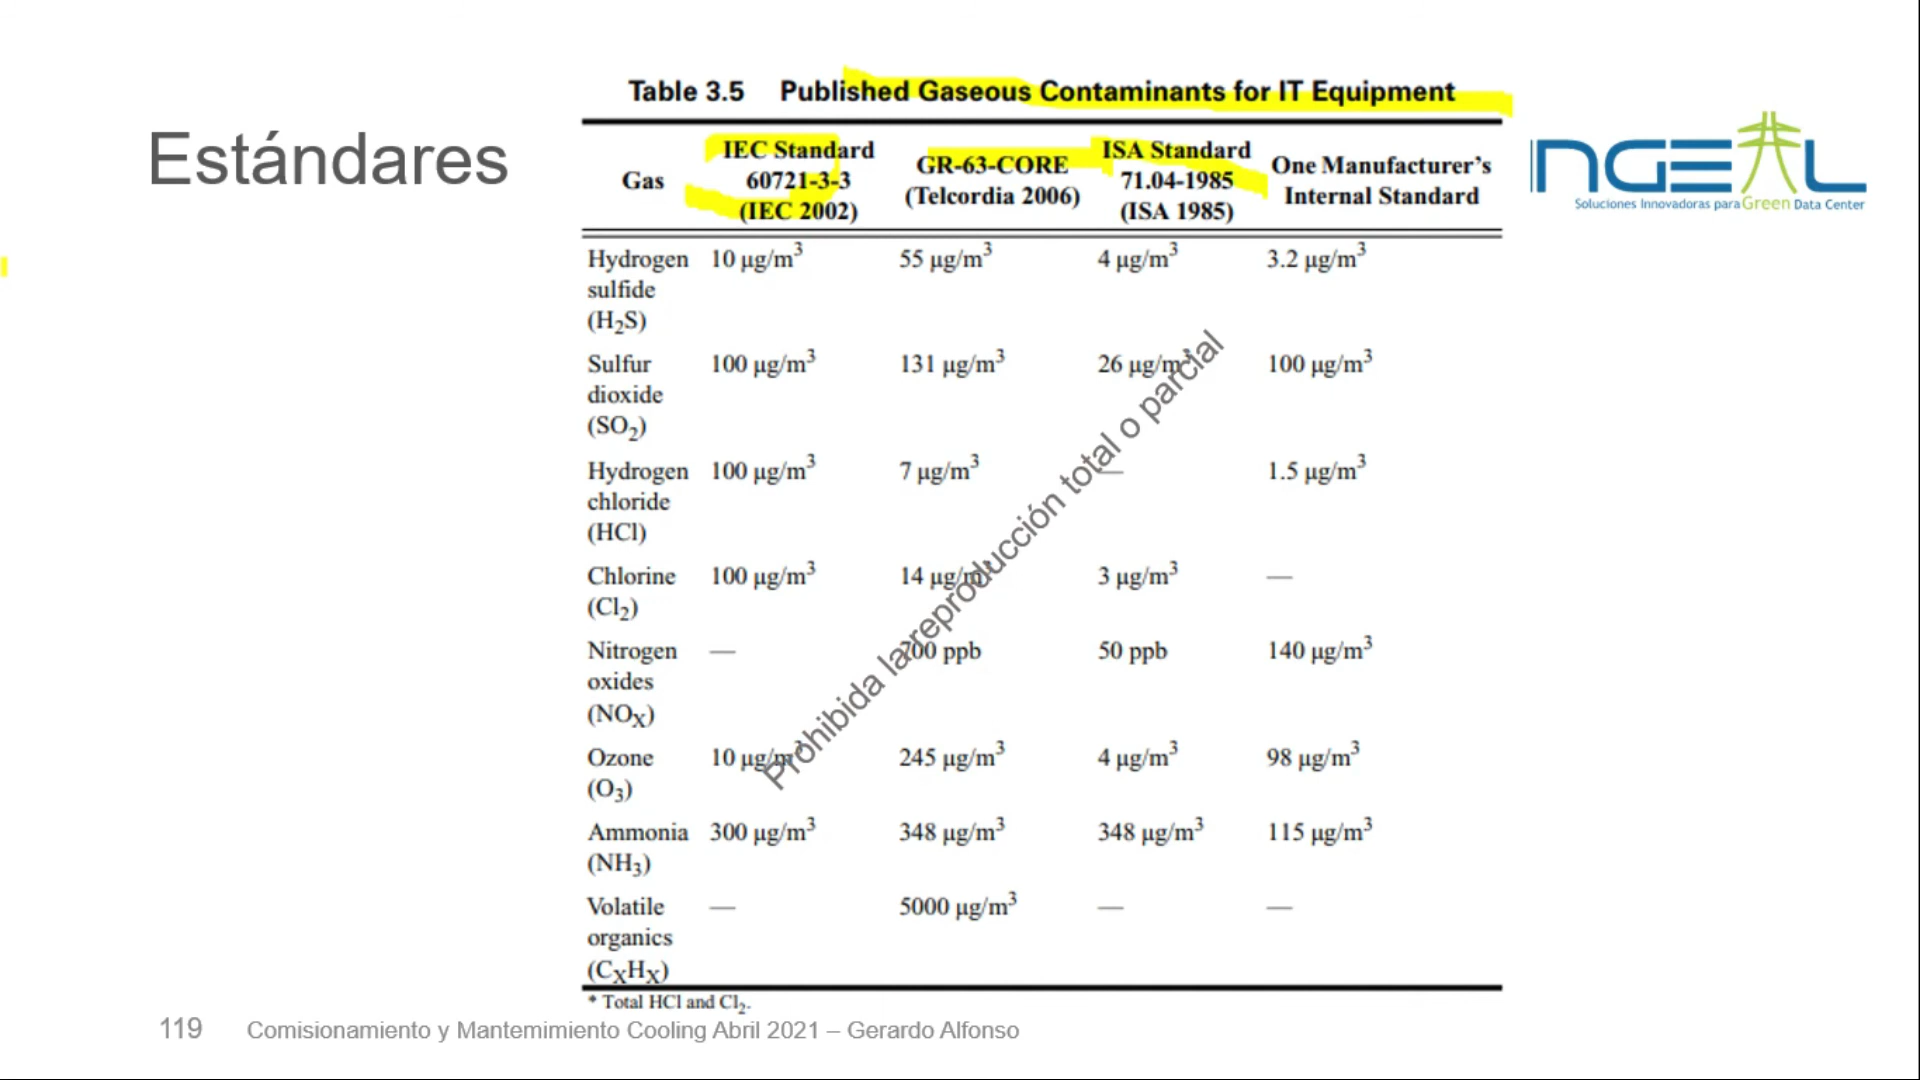 Estándares
Table 3.5 Published Gaseous Contaminants for IT Equipment
Gas
IEC Standard
60721-3-3
(IEC 2002)
GR-63-CORE
(Telcordia 2006)
ISA Standard
71.04-1985
(ISA 1985)
One Manufacturer's
Internal Standard
INGEAL
Soluciones Innovadoras para Green Data Center
Hydrogen 10 μg/m³ 55 μg/m³ 4 μg/m³ 3.2 μg/m³
sulfide
(H₂S)
Sulfur 100 μg/m³ 131 μg/m³ 26 μg/m³ 100 μg/m³
dioxide
(SO₂)
Hydrogen 100 μg/m³ 7 μg/m³ — 1.5 μg/m³
chloride
(HCl)
Chlorine 100 μg/m³ 14 μg/m³ 3 μg/m³ —
(Cl₂)
Nitrogen — 700 ppb 50 ppb 140 μg/m³
oxides
(NOX)
Ozone 10 μg/m³ 245 μg/m³ 4 μg/m³ 98 μg/m³
(O₃)
Ammonia 300 μg/m³ 348 μg/m³ 348 μg/m³ 115 μg/m³
(NH₃)
Volatile — 5000 μg/m³ — —
organics
(CXHX)
* Total HCl and Cl₂.
Prohibida la reproducción total o parcial
119 Comisionamiento y Mantemimiento Cooling Abril 2021 – Gerardo Alfonso